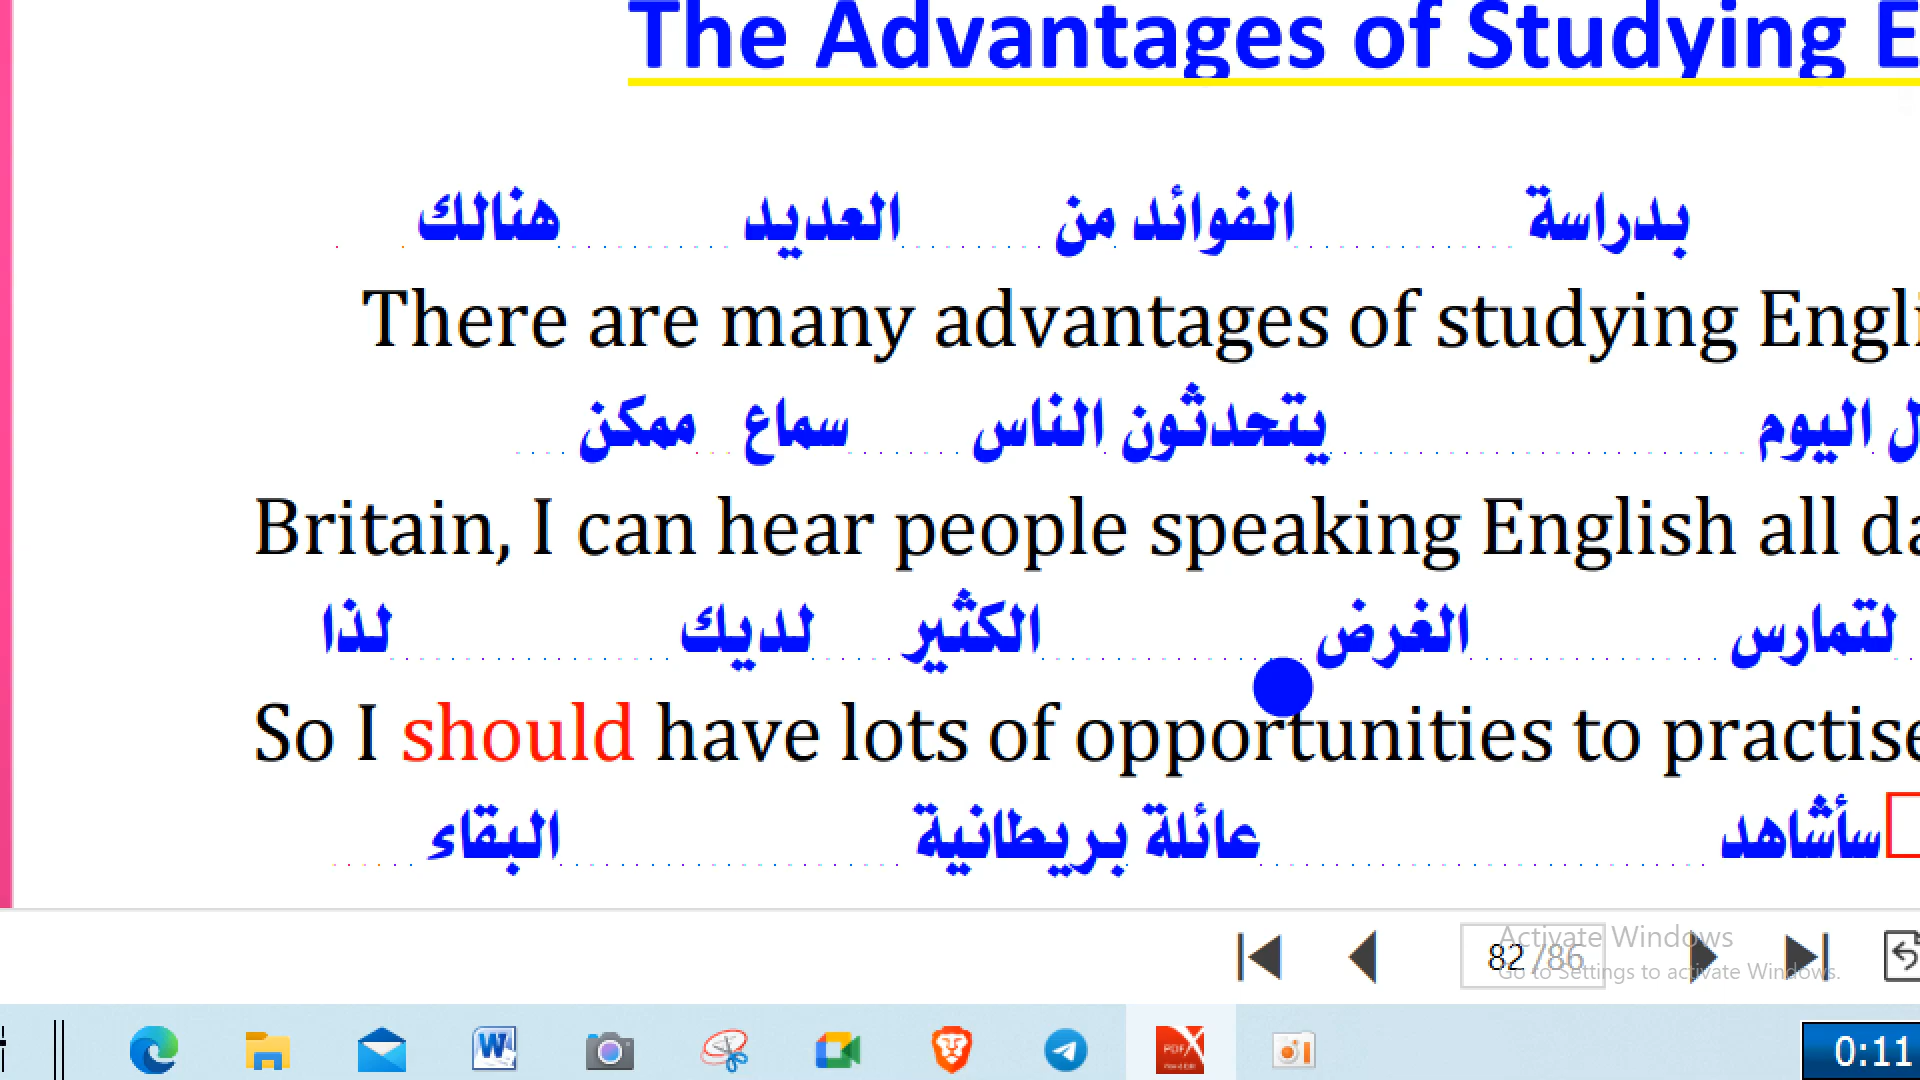 The Advantages of Studying E
هنالك العديد الفوائد من بدراسة
There are many advantages of studying Engli
ممكن سماع يتحدثون الناس ل اليوم
Britain, I can hear people speaking English all da
لذا لديك الكثير الغرض لتمارس
So I should have lots of opportunities to practise
البقاء عائلة بريطانية سأشاهد
82 /86
Activate Windows
Go to Settings to activate Windows.
0:11